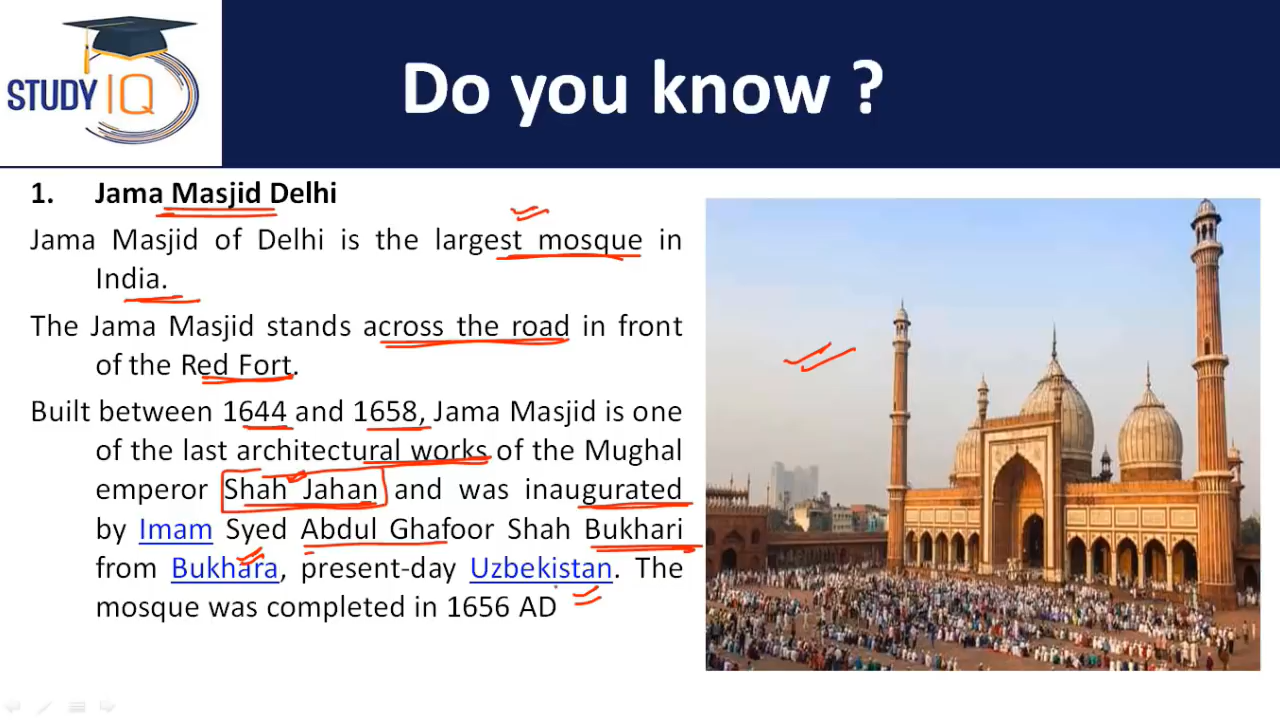 STUDY IQ
Do you know ?
1. Jama Masjid Delhi
Jama Masjid of Delhi is the largest mosque in
India.
The Jama Masjid stands across the road in front
of the Red Fort.
Built between 1644 and 1658, Jama Masjid is one
of the last architectural works of the Mughal
emperor Shah Jahan and was inaugurated
by Imam Syed Abdul Ghafoor Shah Bukhari
from Bukhara, present-day Uzbekistan. The
mosque was completed in 1656 AD